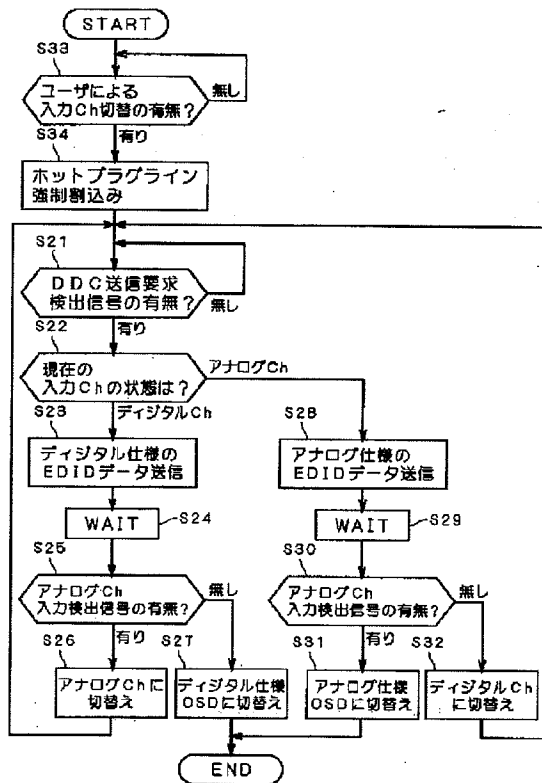 START
S33
ユーザによる
入力Ch切替の有無?
無し
有り
S34
ホットプラグライン
強制割込み
S21
DDC送信要求
検出信号の有無?
無し
有り
S22
現在の
入力Chの状態は?
アナログCh
ディジタルCh
S23
ディジタル仕様の
EDIDデータ送信
S28
アナログ仕様の
EDIDデータ送信
WAIT
S24
WAIT
S29
S25
アナログCh
入力検出信号の有無?
無し
有り
S30
アナログCh
入力検出信号の有無?
無し
有り
S26
アナログChに
切替え
S27
ディジタル仕様
OSDに切替え
S31
アナログ仕様
OSDに切替え
S32
ディジタルCh
に切替え
END